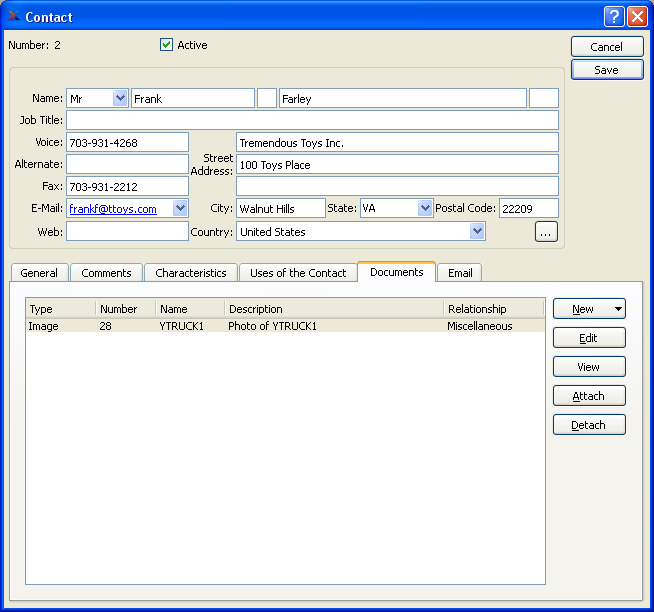 Contact
Number: 2 Active Cancel
Save
Name: Mr Frank Farley
Job Title:
Voice: 703-931-4268 Tremendous Toys Inc.
Alternate: Street Address: 100 Toys Place
Fax: 703-931-2212
E-Mail: frankf@ttoys.com City: Walnut Hills State: VA Postal Code: 22209
Web: Country: United States ...
General Comments Characteristics Uses of the Contact Documents Email
Type Number Name Description Relationship New
Image 28 YTRUCK1 Photo of YTRUCK1 Miscellaneous
Edit
View
Attach
Detach